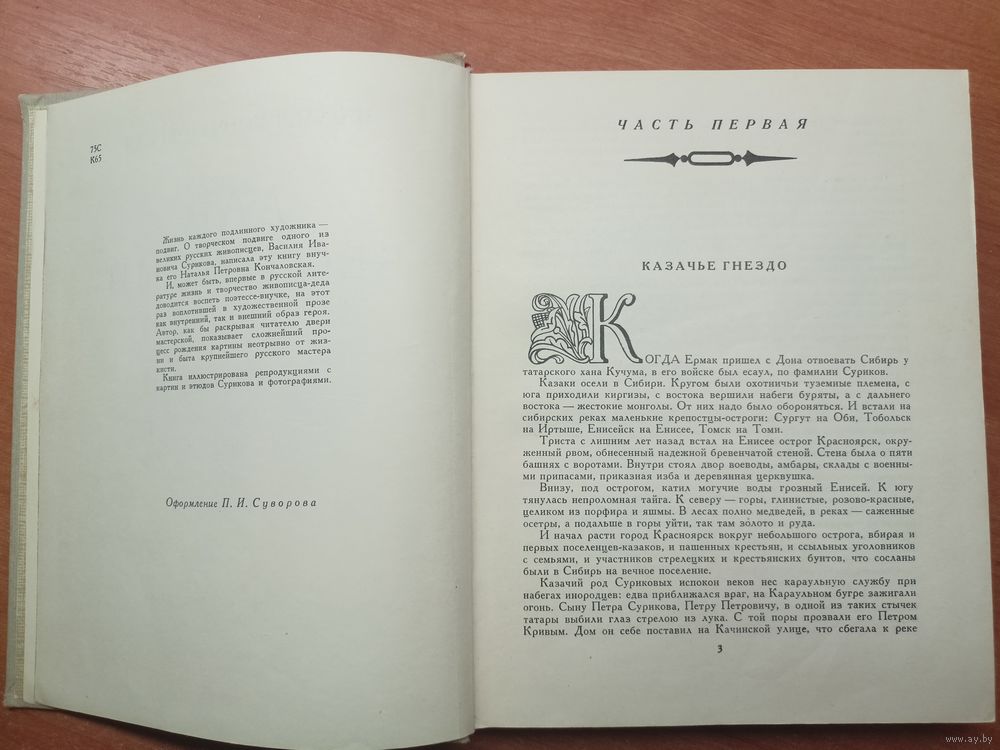 75С
К65
Жизнь каждого подлинного художника —
подвиг. О творческом подвиге одного из
великих русских живописцев, Василия Ива-
новича Сурикова, написала эту книгу внуч-
ка его Наталья Петровна Кончаловская.
И, может быть, впервые в русской лите-
ратуре жизнь и творчество живописца-деда
доводится воспеть поэтессе-внучке, на этот
раз воплотившей в художественной прозе
как внутренний, так и внешний образ героя.
Автор, как бы раскрывая читателю двери
мастерской, показывает сложнейший про-
цесс рождения картины неотрывно от жиз-
ни и быта крупнейшего русского мастера
кисти.
Книга иллюстрирована репродукциями с
картин и этюдов Сурикова и фотографиями.
Оформление П. И. Суворова
ЧАСТЬ ПЕРВАЯ
КАЗАЧЬЕ ГНЕЗДО
КОГДА Ермак пришел с Дона отвоевать Сибирь у
татарского хана Кучума, в его войске был есаул, по фамилии Суриков.
Казаки осели в Сибири. Кругом были охотничьи туземные племена, с
юга приходили киргизы, с востока вершили набеги буряты, а с дальнего
востока — жестокие монголы. От них надо было обороняться. И встали на
сибирских реках маленькие крепостцы-остроги: Сургут на Оби, Тобольск
на Иртыше, Енисейск на Енисее, Томск на Томи.
Триста с лишним лет назад встал на Енисее острог Красноярск, окру-
женный рвом, обнесенный надежной бревенчатой стеной. Стена была о пяти
башнях с воротами. Внутри стоял двор воеводы, амбары, склады с военны-
ми припасами, приказная изба и деревянная церквушка.
Внизу, под острогом, катил могучие воды грозный Енисей. К югу
тянулась непроломная тайга. К северу — горы, глинистые, розово-красные,
целиком из порфира и яшмы. В лесах полно медведей, в реках — саженные
осетры, а подальше в горы уйти, так там золото и руда.
И начал расти город Красноярск вокруг небольшого острога, вбирая и
первых поселенцев-казаков, и пашенных крестьян, и ссыльных уголовников
с семьями, и участников стрелецких и крестьянских бунтов, что сосланы
были в Сибирь на вечное поселение.
Казачий род Суриковых испокон веков нес караульную службу при
набегах инородцев: едва приближался враг, на Караульном бугре зажигали
огонь. Сыну Петра Сурикова, Петру Петровичу, в одной из таких стычек
татары выбили глаз стрелою из лука. С той поры прозвали его Петром
Кривым. Дом он себе поставил на Качинской улице, что сбегала к реке
3
www.ay.by